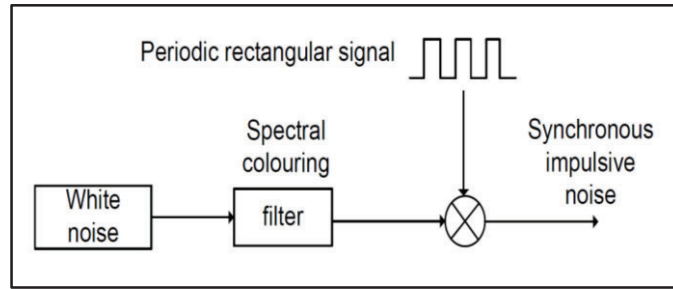 Periodic rectangular signal
Spectral
colouring
Synchronous
impulsive
noise
White
noise
filter